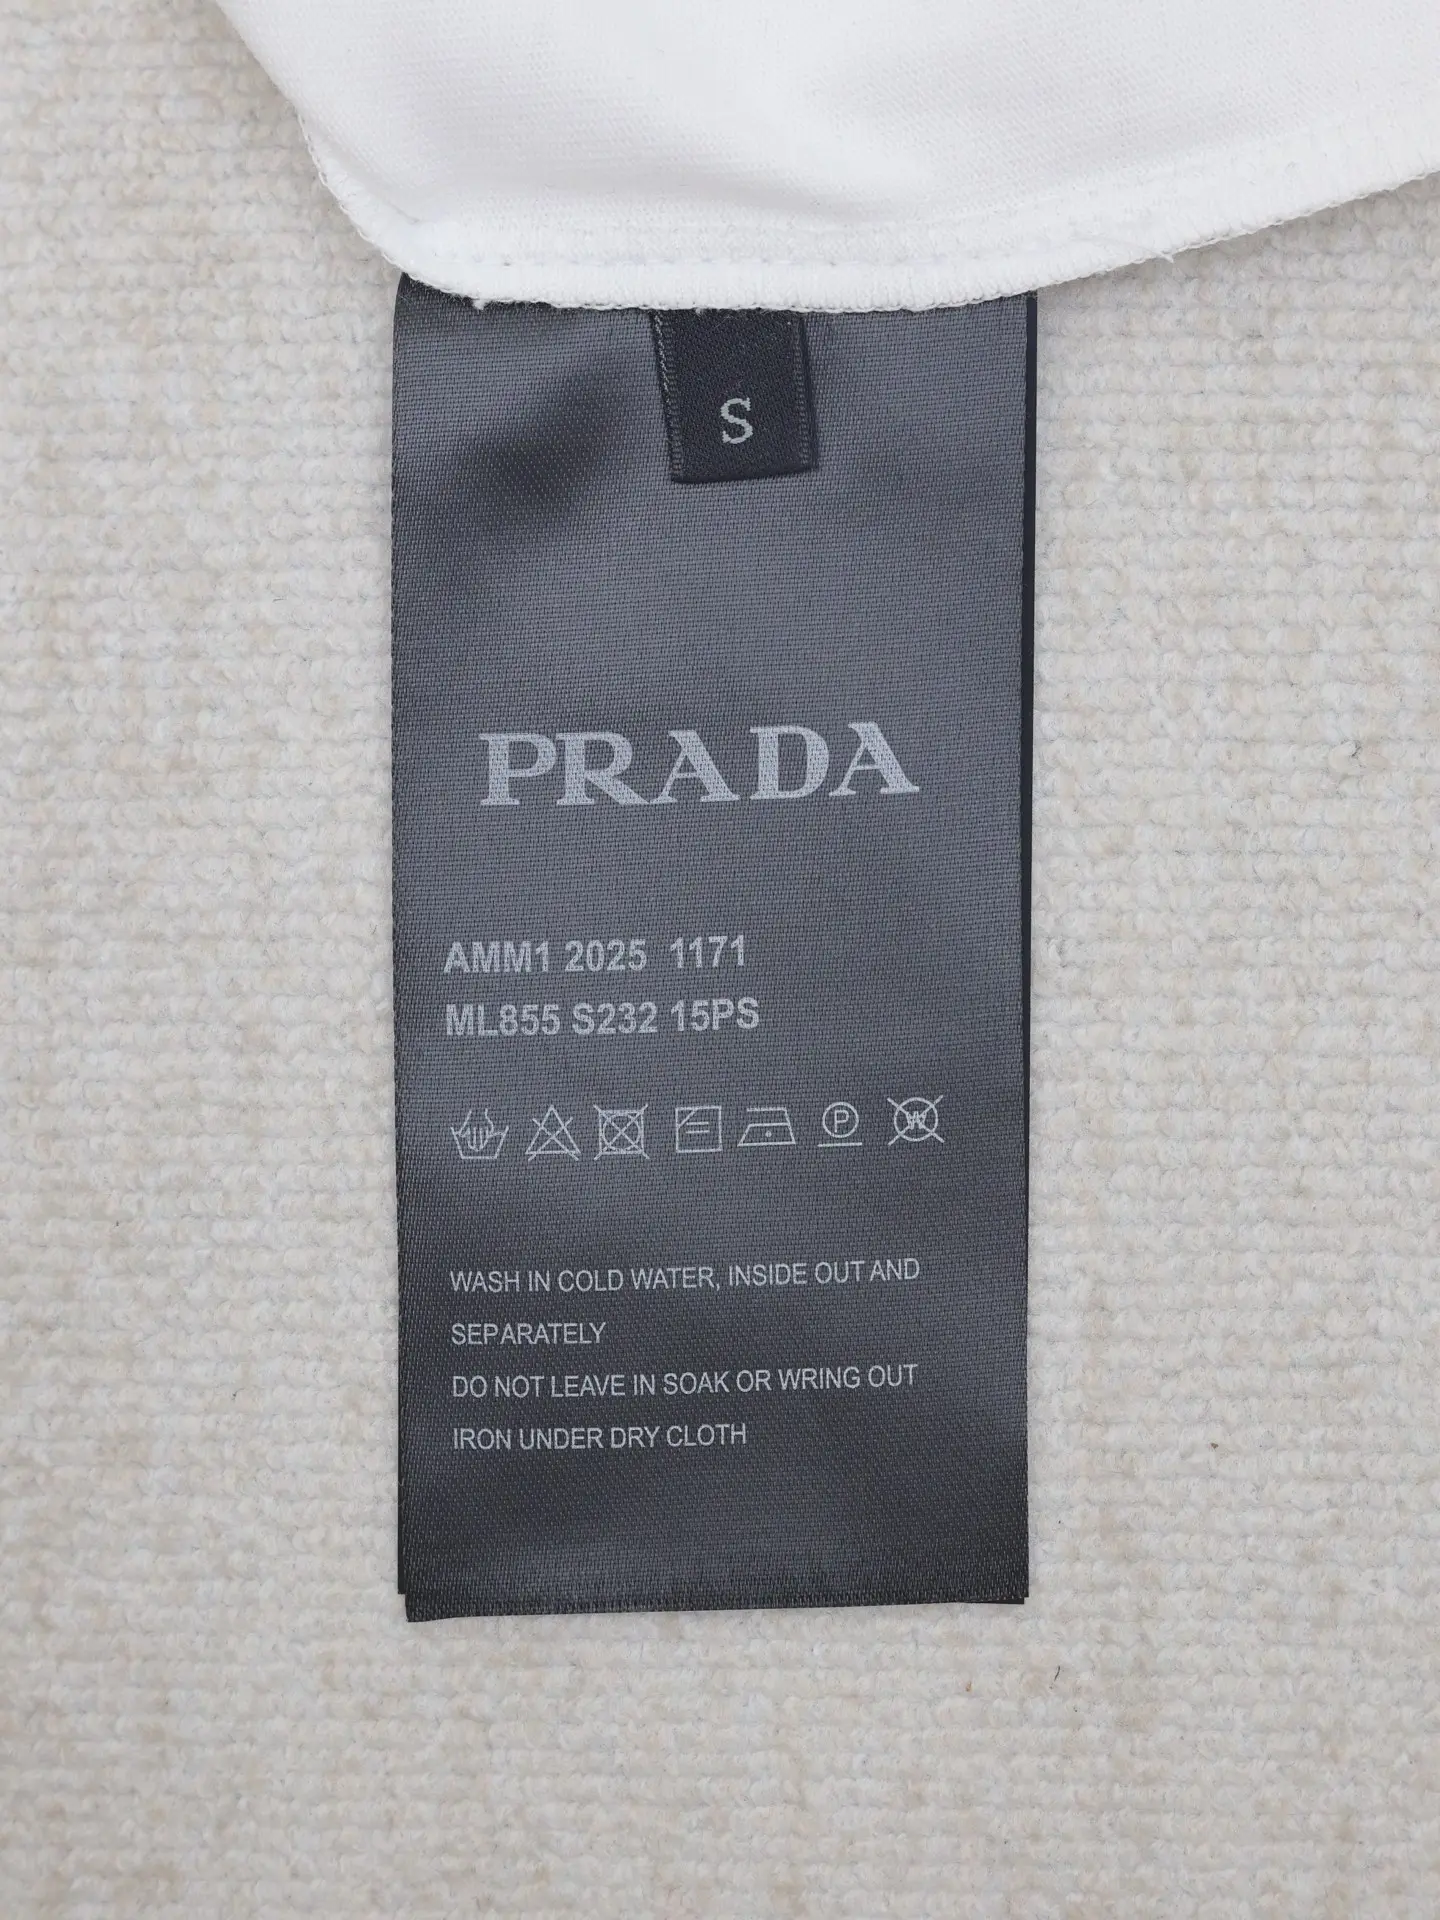 S
PRADA
AMM1 2025 1171
ML855 S232 15PS
P
W
WASH IN COLD WATER, INSIDE OUT AND
SEPARATELY
DO NOT LEAVE IN SOAK OR WRING OUT
IRON UNDER DRY CLOTH